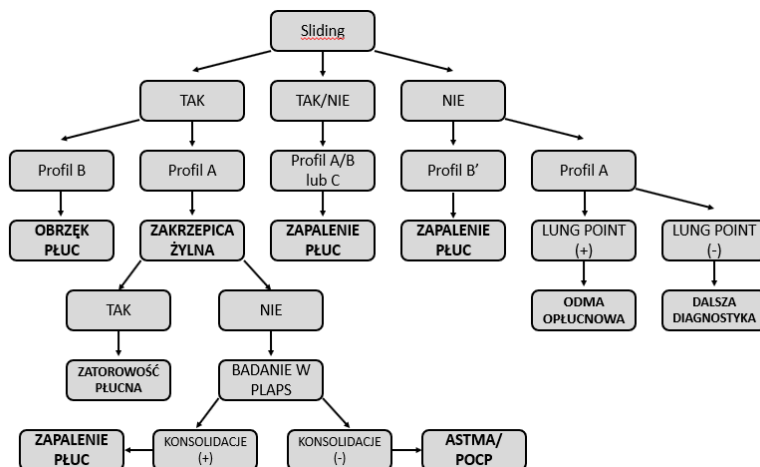 Sliding
TAK
TAK/NIE
NIE
Profil B
Profil A
Profil A/B
lub C
Profil B’
Profil A
OBRZĘK
PŁUC
ZAKRZEPICA
ŻYLNA
ZAPALENIE
PŁUC
ZAPALENIE
PŁUC
LUNG POINT
(+)
LUNG POINT
(-)
TAK
NIE
ODMA
OPŁUCNOWA
DALSZA
DIAGNOSTYKA
ZATOROWOŚĆ
PŁUCNA
BADANIE W
PLAPS
ZAPALENIE
PŁUC
KONSOLIDACJE
(+)
KONSOLIDACJE
(-)
ASTMA/
POCP